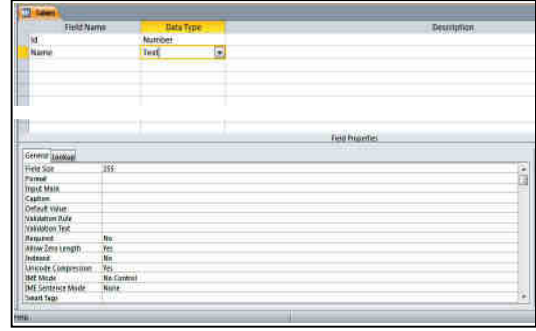 Field Name Data Type Description
Id Number
Name Text
Field Properties
General Lookup
Field Size 255
Format
Input Mask
Caption
Default Value
Validation Rule
Validation Text
Required No
Allow Zero Length Yes
Indexed No
Unicode Compression Yes
IME Mode No Control
IME Sentence Mode None
Smart Tags